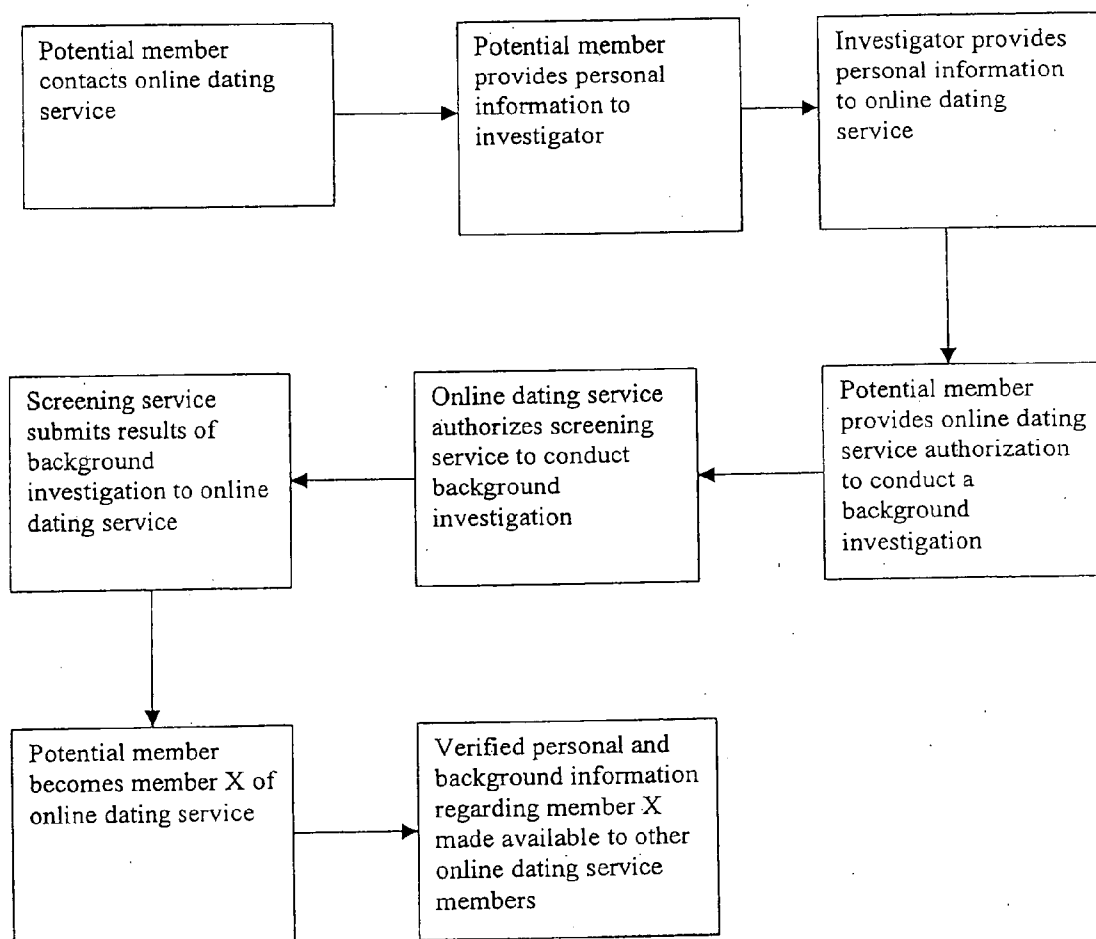 Potential member
contacts online dating
service
Potential member
provides personal
information to
investigator
Investigator provides
personal information
to online dating
service
Potential member
provides online dating
service authorization
to conduct a
background
investigation
Online dating service
authorizes screening
service to conduct
background
investigation
Screening service
submits results of
background
investigation to online
dating service
Potential member
becomes member X of
online dating service
Verified personal and
background information
regarding member X
made available to other
online dating service
members